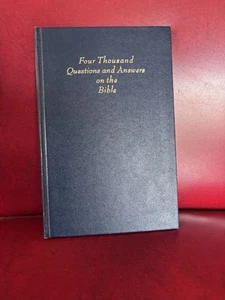 Four Thousand
Questions and Answers
on the
Bible